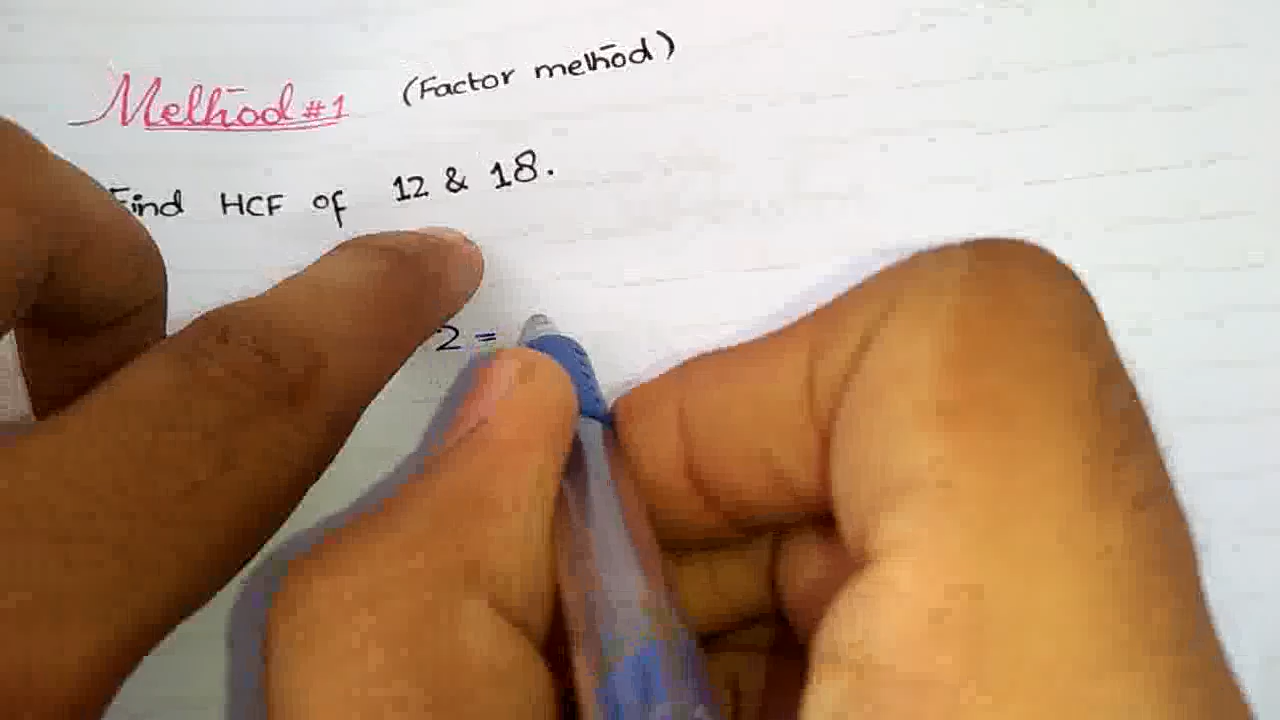 Method #1 (Factor method)
Find HCF of 12 & 18.
2 =